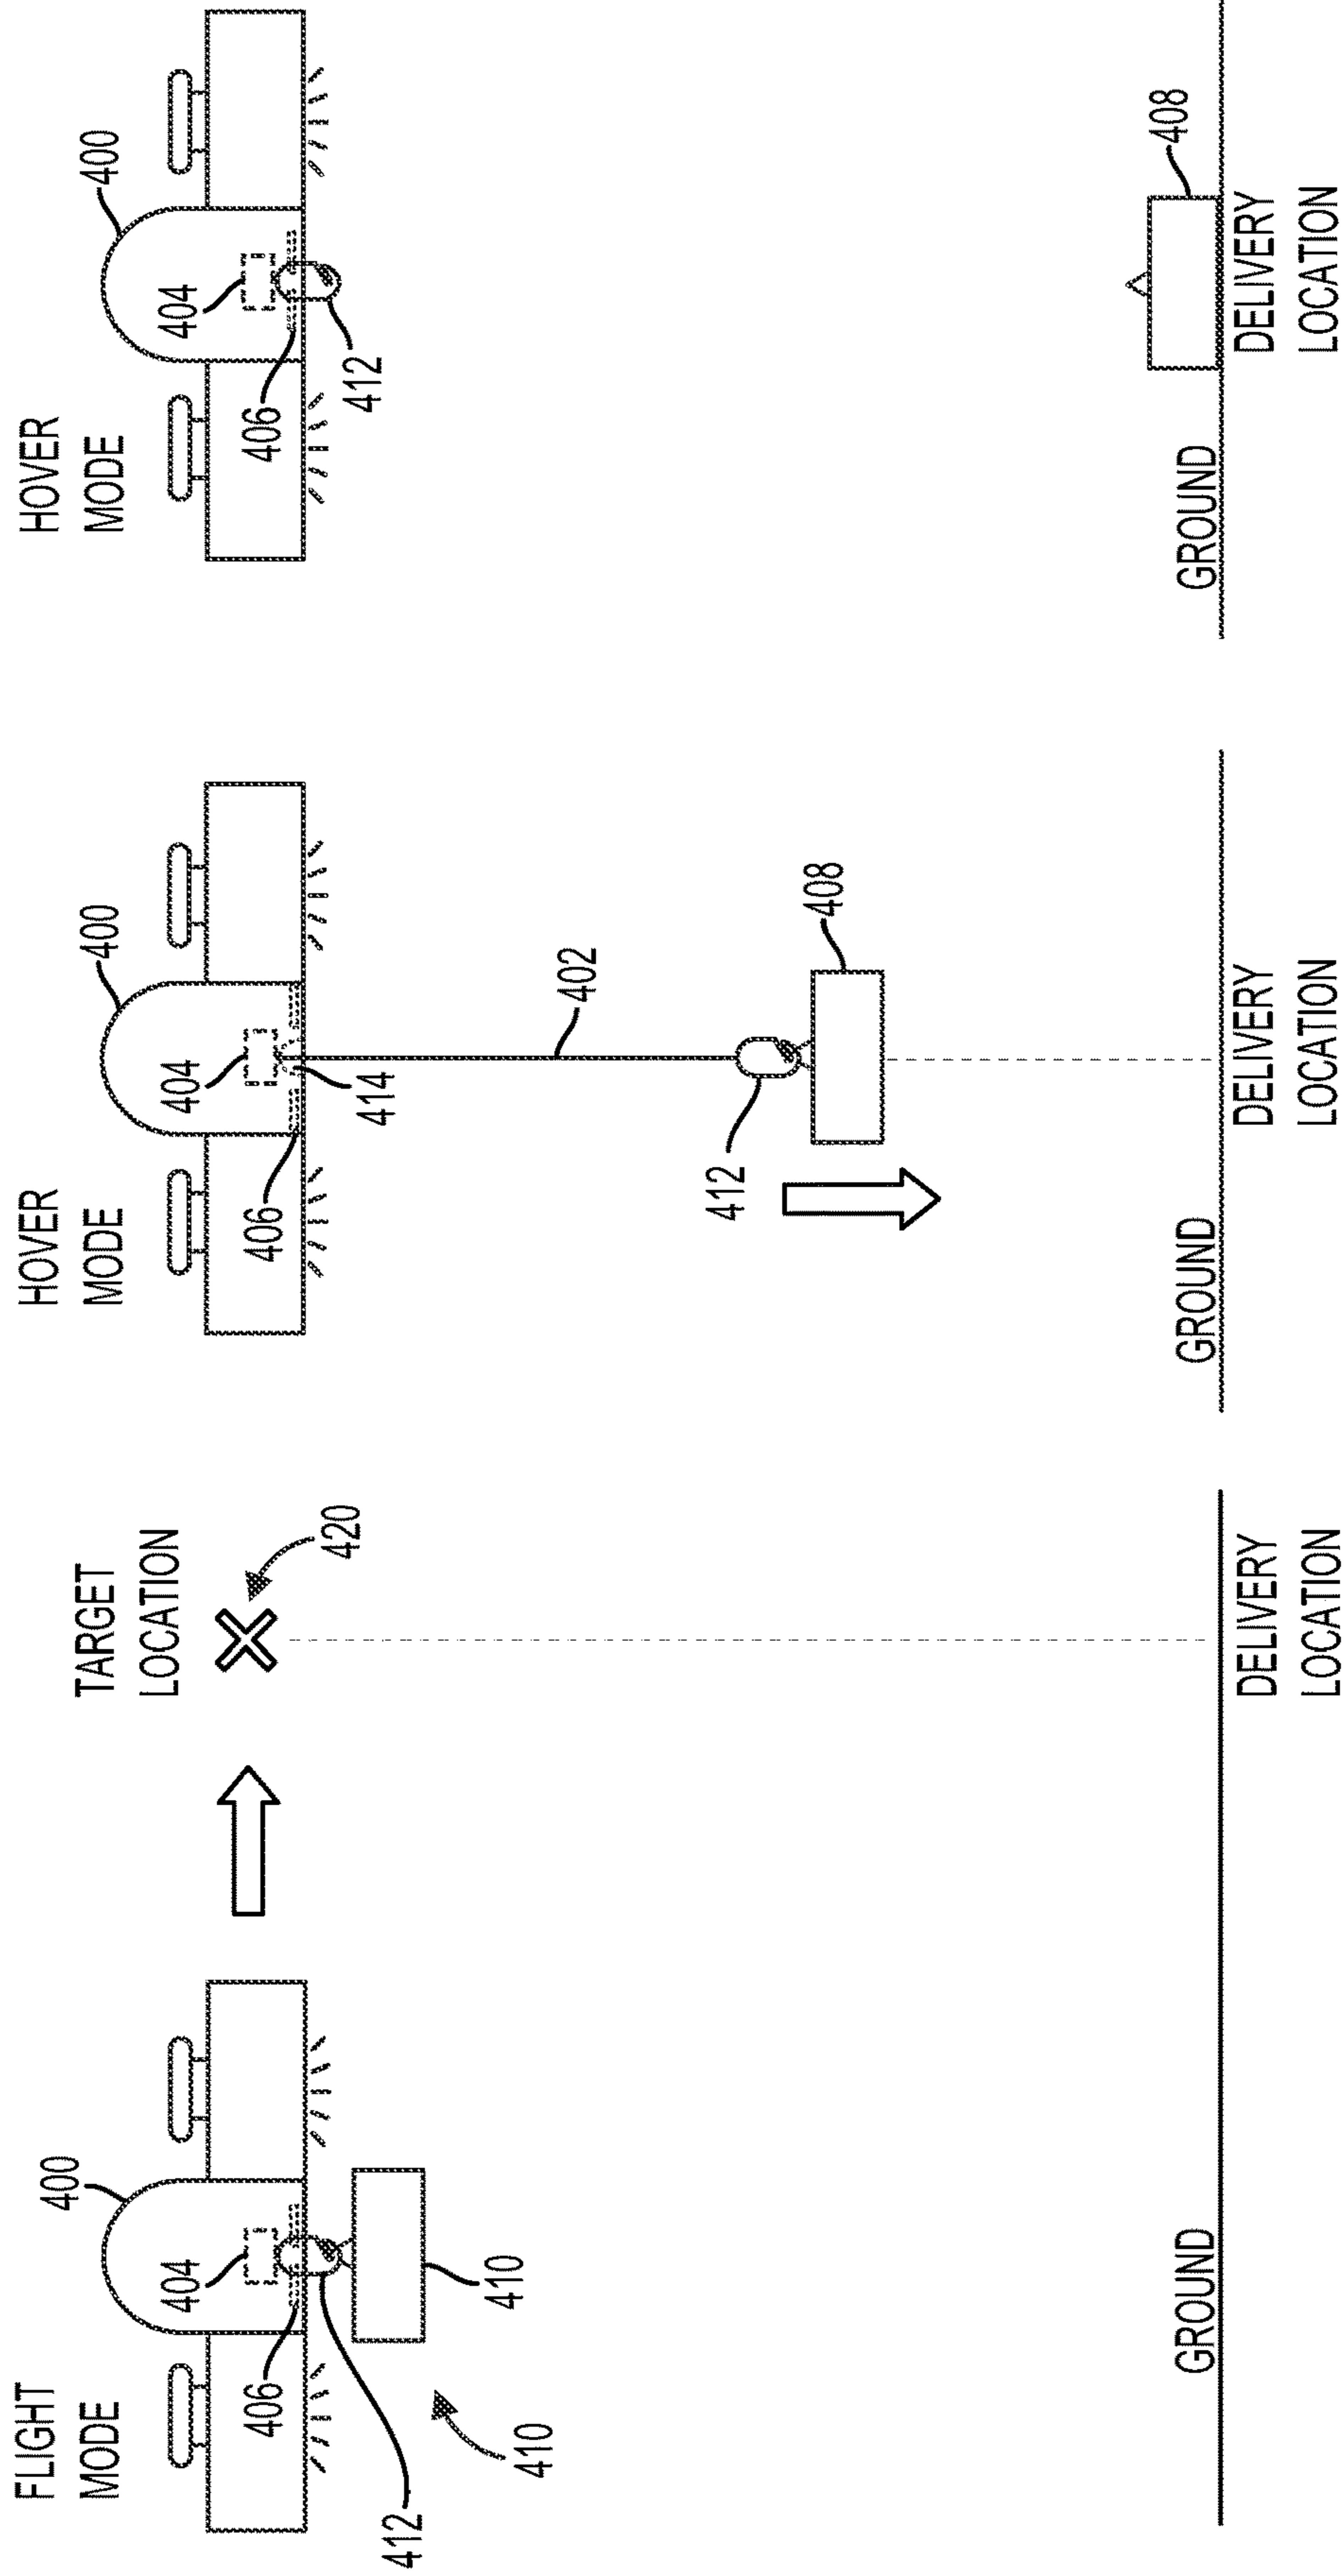 FLIGHT
MODE
400
404
406
412
410
410
TARGET
LOCATION
420
GROUND
DELIVERY
LOCATION
HOVER
MODE
400
404
406
414
402
412
408
GROUND
DELIVERY
LOCATION
HOVER
MODE
400
404
406
412
408
GROUND
DELIVERY
LOCATION